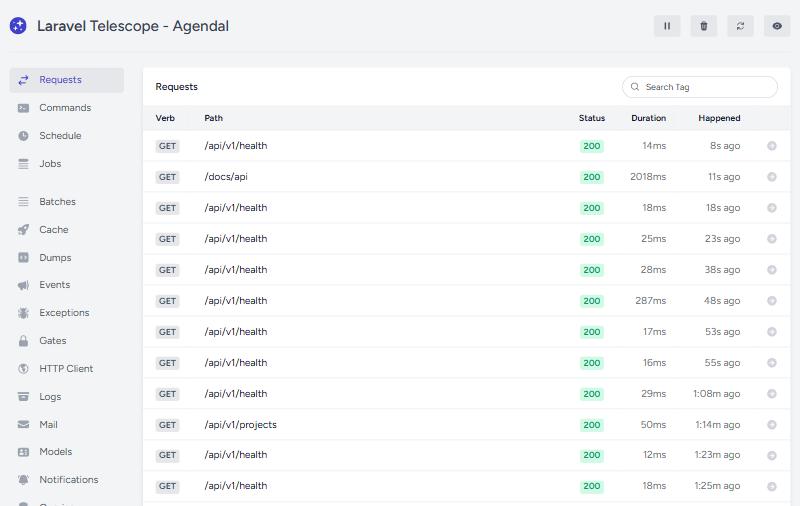 Laravel Telescope - Agendal
Requests
Commands
Schedule
Jobs
Batches
Cache
Dumps
Events
Exceptions
Gates
HTTP Client
Logs
Mail
Models
Notifications
Requests
Search Tag
Verb Path Status Duration Happened
GET /api/v1/health 200 14ms 8s ago
GET /docs/api 200 2018ms 11s ago
GET /api/v1/health 200 18ms 18s ago
GET /api/v1/health 200 25ms 23s ago
GET /api/v1/health 200 28ms 38s ago
GET /api/v1/health 200 287ms 48s ago
GET /api/v1/health 200 17ms 53s ago
GET /api/v1/health 200 16ms 55s ago
GET /api/v1/health 200 29ms 1:08m ago
GET /api/v1/projects 200 50ms 1:14m ago
GET /api/v1/health 200 12ms 1:23m ago
GET /api/v1/health 200 18ms 1:25m ago